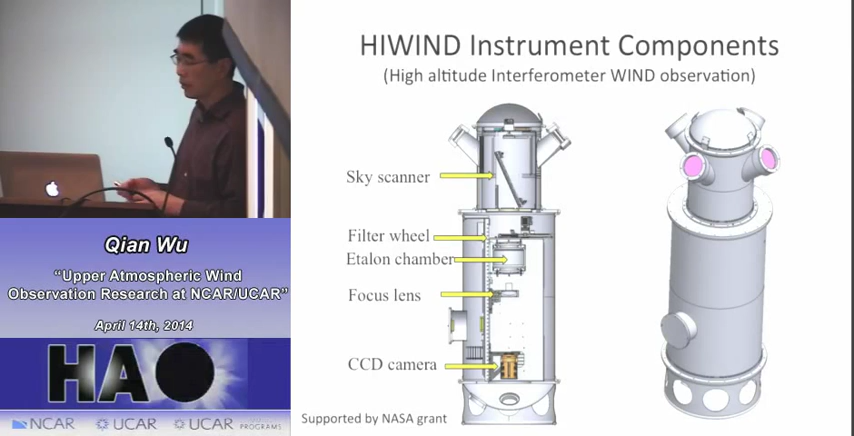 HIWIND Instrument Components
(High altitude Interferometer WIND observation)
Sky scanner
Filter wheel
Etalon chamber
Focus lens
CCD camera
Supported by NASA grant
Qian Wu
“Upper Atmospheric Wind
Observation Research at NCAR/UCAR”
April 14th, 2014
HAO
NCAR UCAR UCAR PROGRAMS